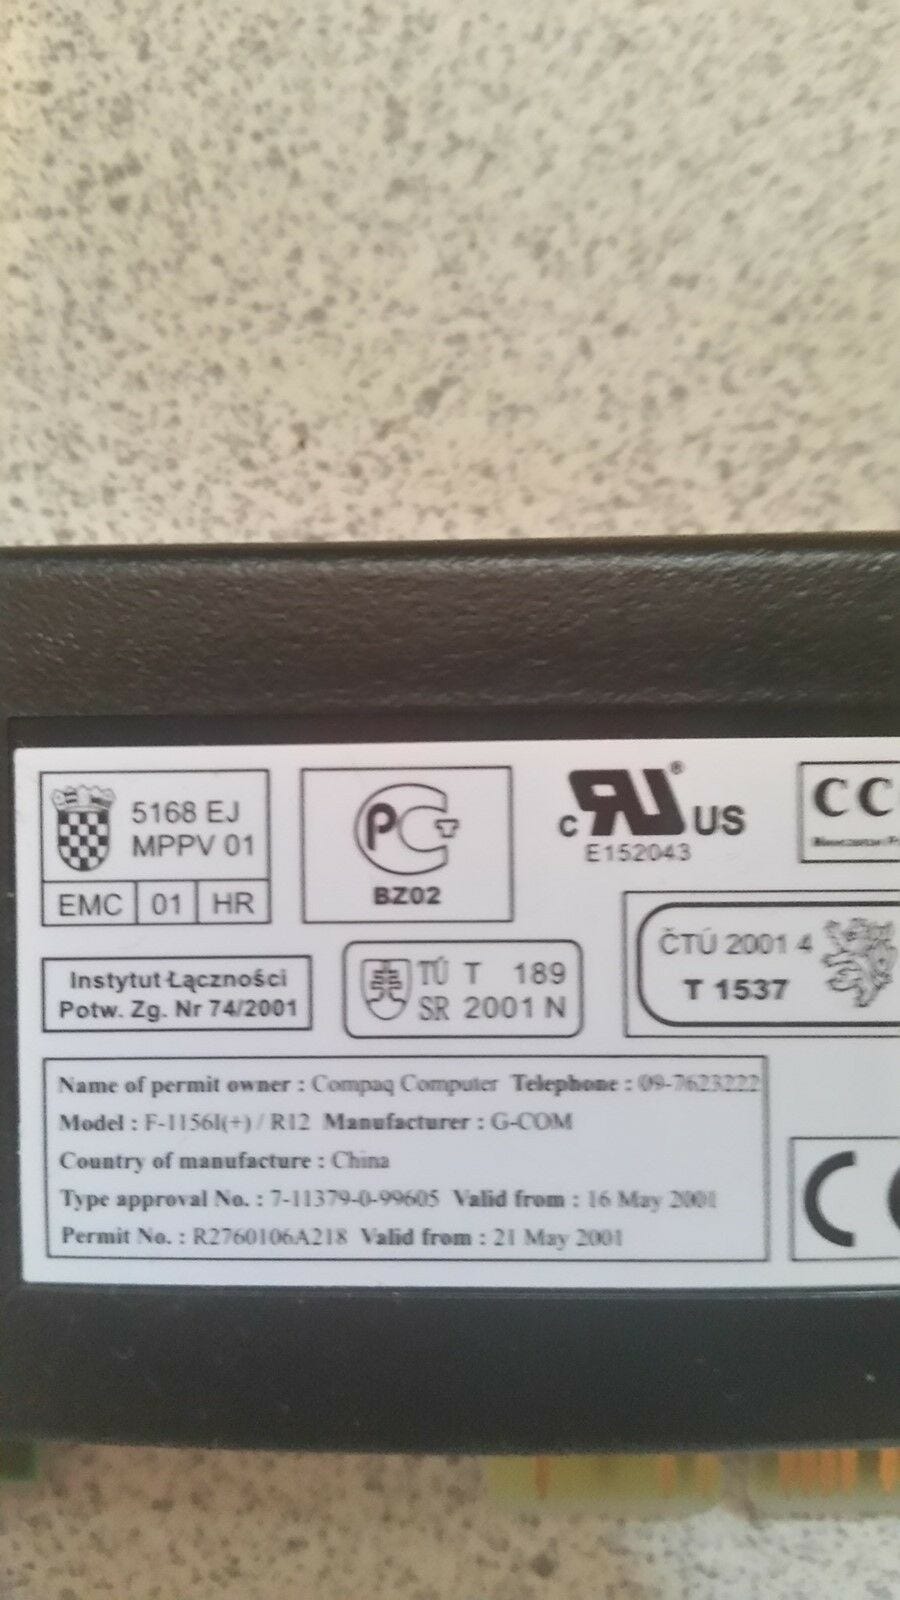 5168 EJ
MPPV 01
EMC 01 HR
PCT
BZ02
c RU ® US
E152043
CC
Instytut Łączności
Potw. Zg. Nr 74/2001
TÚ T 189
SR 2001 N
ČTÚ 2001 4
T 1537
Name of permit owner : Compaq Computer Telephone : 09-7623222
Model : F-1156I(+) / R12 Manufacturer : G-COM
Country of manufacture : China
Type approval No. : 7-11379-0-99605 Valid from : 16 May 2001
Permit No. : R2760106A218 Valid from : 21 May 2001
CE